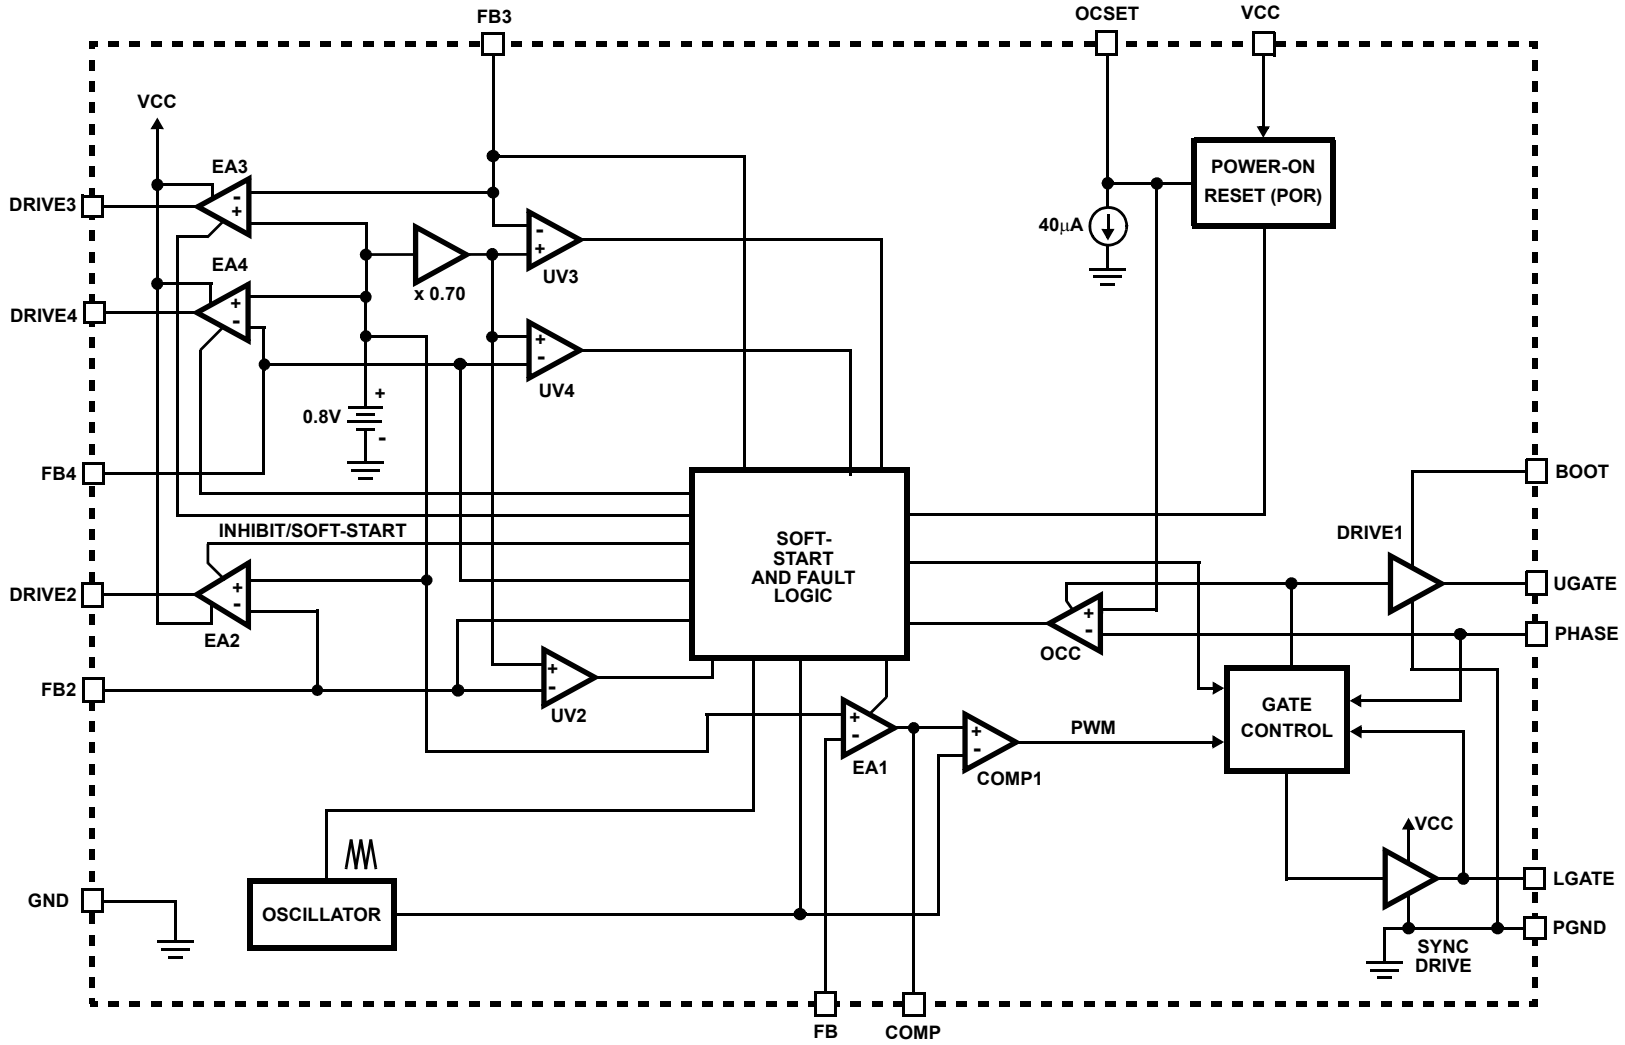 FB3
OCSET
VCC
VCC
EA3
POWER-ON
RESET (POR)
DRIVE3
-
+
40μA
-
+
UV3
EA4
x 0.70
DRIVE4
+
-
+
-
UV4
+
0.8V
-
FB4
BOOT
INHIBIT/SOFT-START
SOFT-
START
AND FAULT
LOGIC
DRIVE1
DRIVE2
+
-
EA2
UGATE
+
-
OCC
PHASE
FB2
+
-
UV2
GATE
CONTROL
+
-
EA1
+
-
COMP1
PWM
VCC
OSCILLATOR
GND
LGATE
PGND
SYNC
DRIVE
FB
COMP